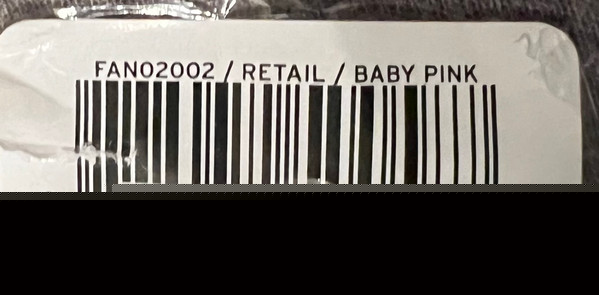 FAN02002 / RETAIL / BABY PINK